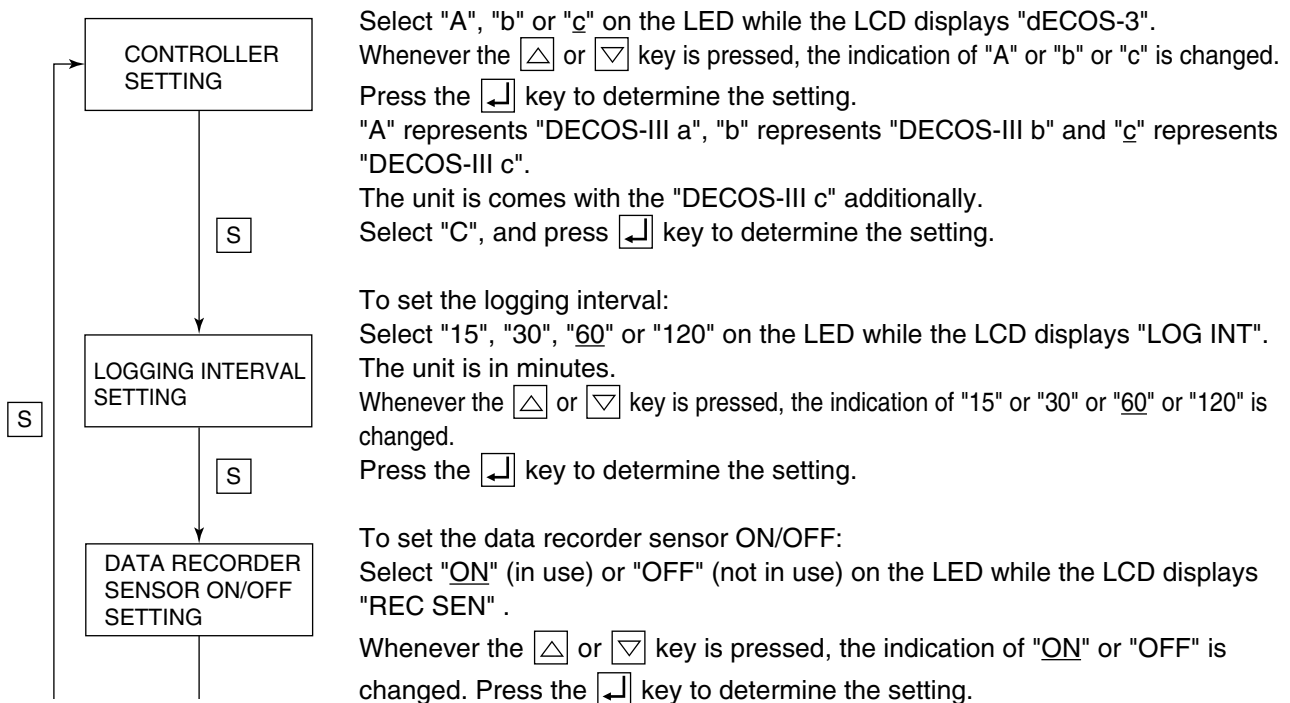 CONTROLLER
SETTING
Select "A", "b" or "c" on the LED while the LCD displays "dECOS-3".
Whenever the △ or ▽ key is pressed, the indication of "A" or "b" or "c" is changed.
Press the ↵ key to determine the setting.
"A" represents "DECOS-III a", "b" represents "DECOS-III b" and "c" represents
"DECOS-III c".
The unit is comes with the "DECOS-III c" additionally.
Select "C", and press ↵ key to determine the setting.
S
LOGGING INTERVAL
SETTING
To set the logging interval:
Select "15", "30", "60" or "120" on the LED while the LCD displays "LOG INT".
The unit is in minutes.
Whenever the △ or ▽ key is pressed, the indication of "15" or "30" or "60" or "120" is
changed.
Press the ↵ key to determine the setting.
S
S
DATA RECORDER
SENSOR ON/OFF
SETTING
To set the data recorder sensor ON/OFF:
Select "ON" (in use) or "OFF" (not in use) on the LED while the LCD displays
"REC SEN" .
Whenever the △ or ▽ key is pressed, the indication of "ON" or "OFF" is
changed. Press the ↵ key to determine the setting.